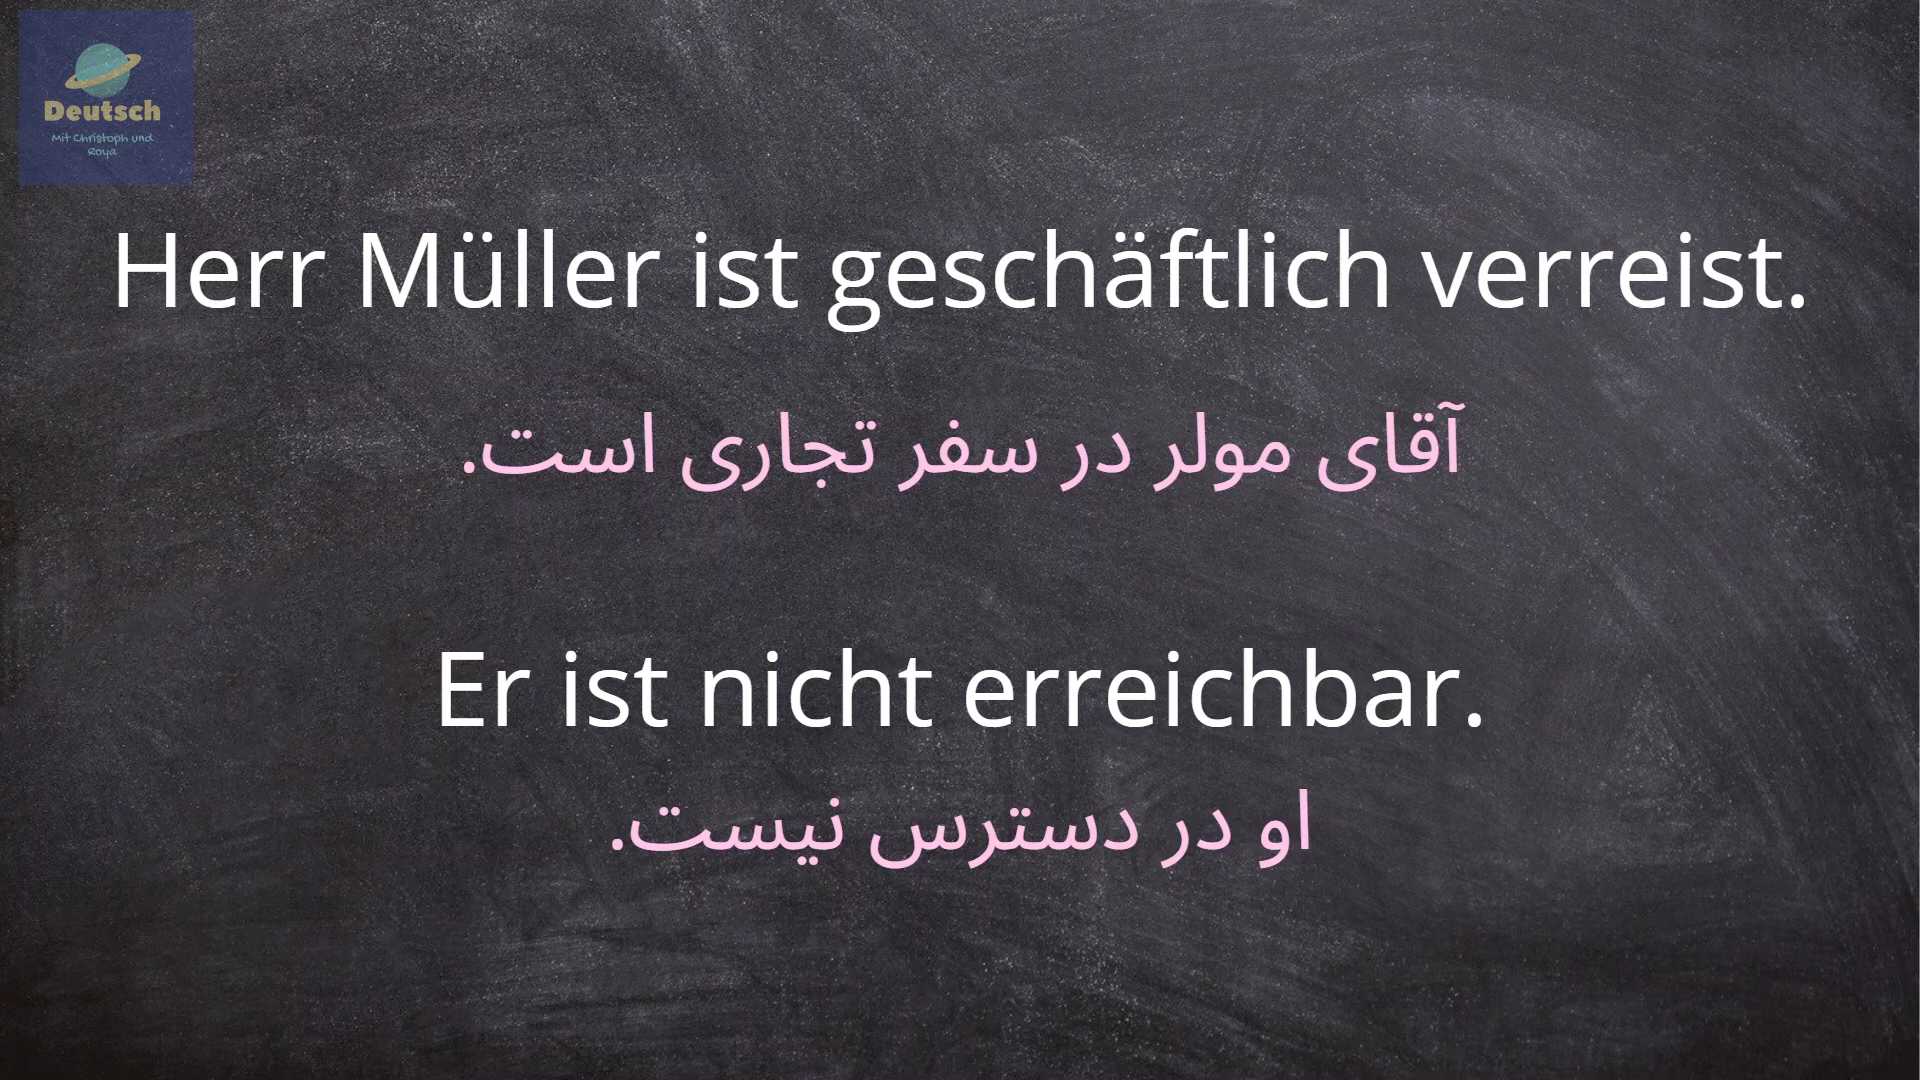 Deutsch
Mit Christoph und
Roya
Herr Müller ist geschäftlich verreist.
آقای مولر در سفر تجاری است.
Er ist nicht erreichbar.
او در دسترس نیست.